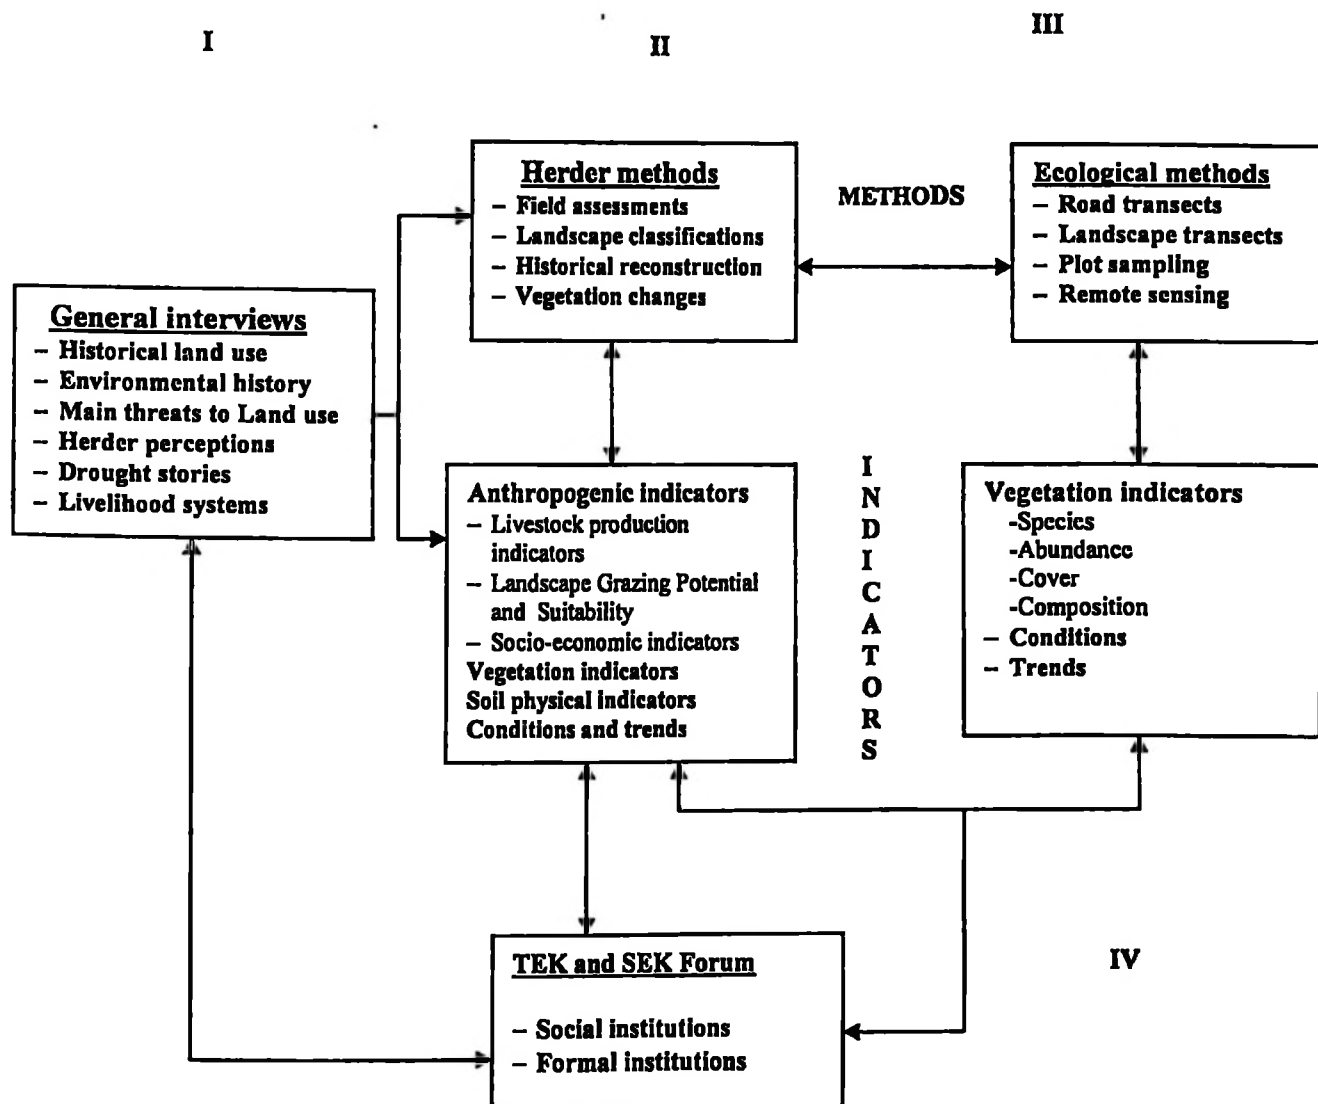 I
II
III
General interviews
– Historical land use
– Environmental history
– Main threats to Land use
– Herder perceptions
– Drought stories
– Livelihood systems
Herder methods
– Field assessments
– Landscape classifications
– Historical reconstruction
– Vegetation changes
METHODS
Ecological methods
– Road transects
– Landscape transects
– Plot sampling
– Remote sensing
Anthropogenic indicators
– Livestock production
indicators
– Landscape Grazing Potential
and Suitability
– Socio-economic indicators
Vegetation indicators
Soil physical indicators
Conditions and trends
INDICATORS
Vegetation indicators
-Species
-Abundance
-Cover
-Composition
– Conditions
– Trends
TEK and SEK Forum
– Social institutions
– Formal institutions
IV